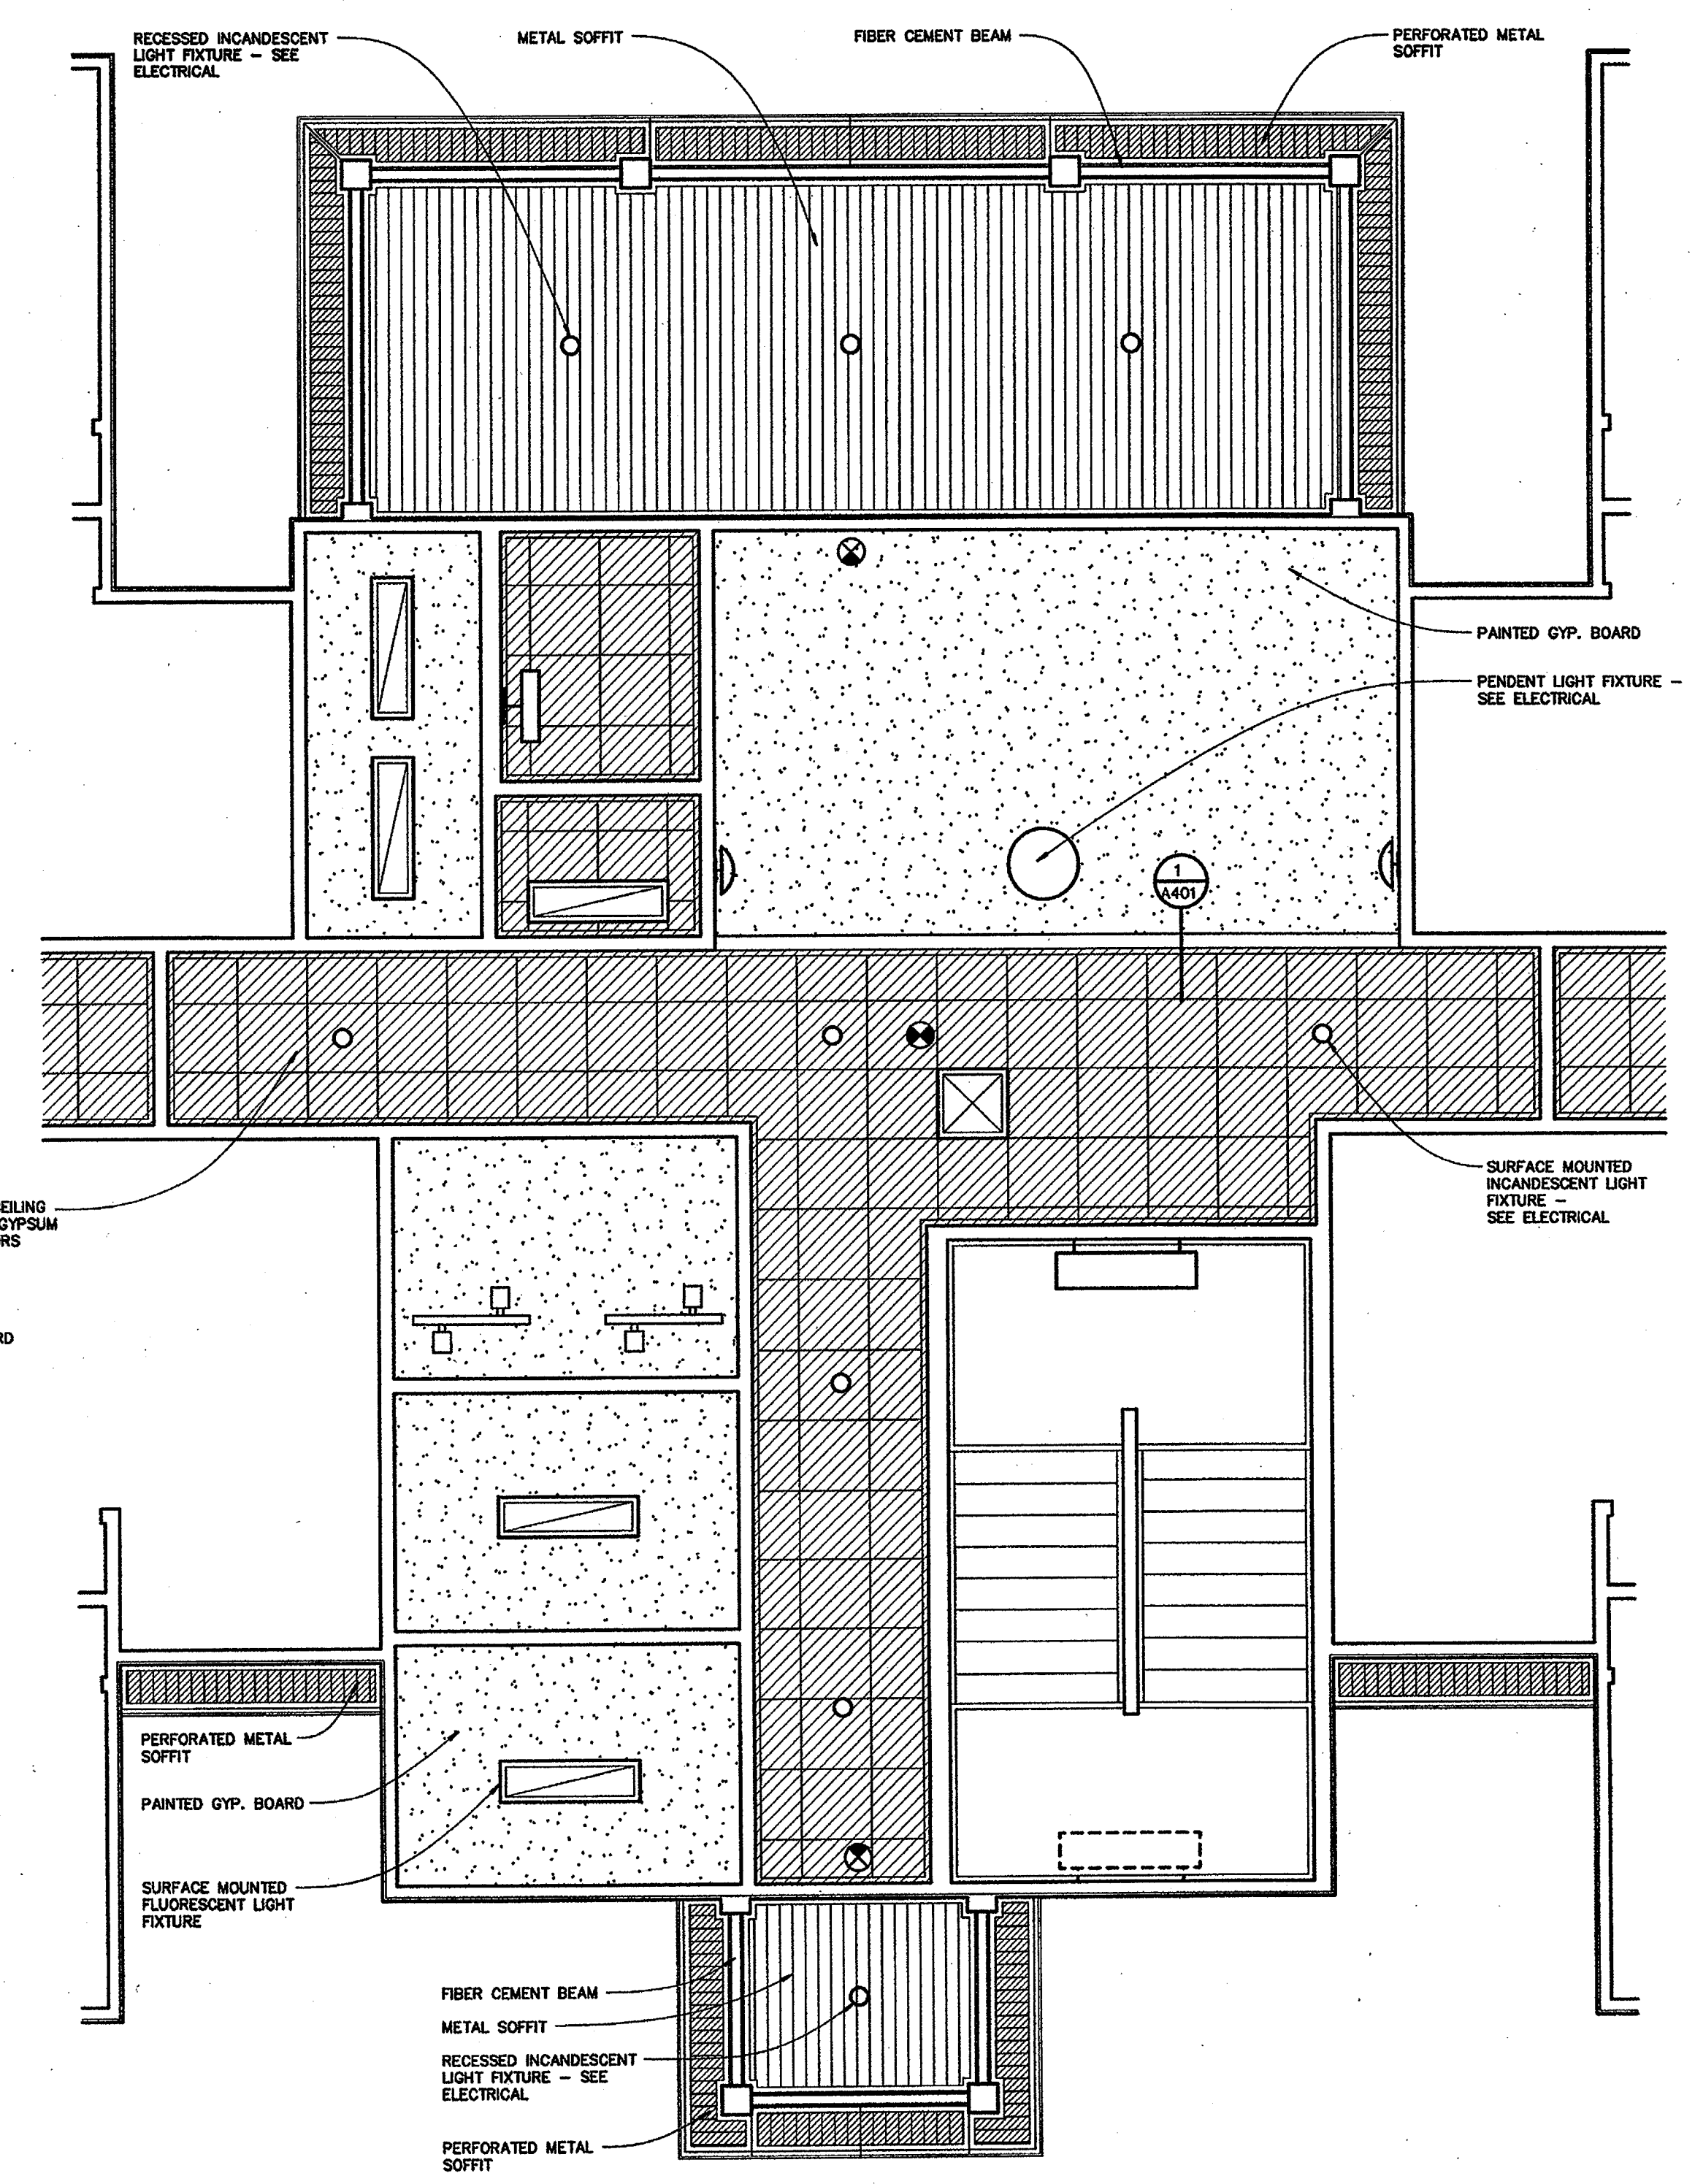 RECESSED INCANDESCENT
LIGHT FIXTURE – SEE
ELECTRICAL
METAL SOFFIT
FIBER CEMENT BEAM
PERFORATED METAL
SOFFIT
PAINTED GYP. BOARD
PENDENT LIGHT FIXTURE –
SEE ELECTRICAL
1
A401
SURFACE MOUNTED
INCANDESCENT LIGHT
FIXTURE –
SEE ELECTRICAL
EILING
GYPSUM
RS
RD
PERFORATED METAL
SOFFIT
PAINTED GYP. BOARD
SURFACE MOUNTED
FLUORESCENT LIGHT
FIXTURE
FIBER CEMENT BEAM
METAL SOFFIT
RECESSED INCANDESCENT
LIGHT FIXTURE – SEE
ELECTRICAL
PERFORATED METAL
SOFFIT